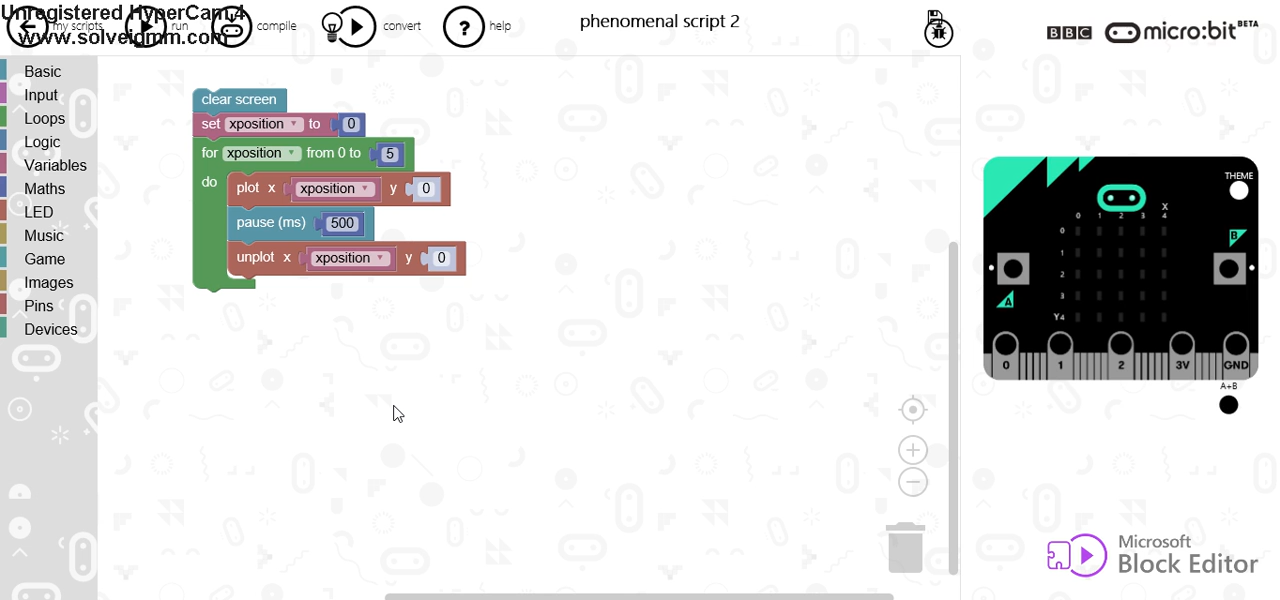 Unregistered HyperCam 4
www.solveigmm.com
my scripts
run
compile
convert
? help
phenomenal script 2
BBC micro:bit BETA
Basic
Input
Loops
Logic
Variables
Maths
LED
Music
Game
Images
Pins
Devices
clear screen
set xposition to 0
for xposition from 0 to 5
do
plot x xposition y 0
pause (ms) 500
unplot x xposition y 0
THEME
X
0 1 2 3 4
0
1
2
3
Y4
A
B
0 1 2 3V GND
A+B
Microsoft
Block Editor